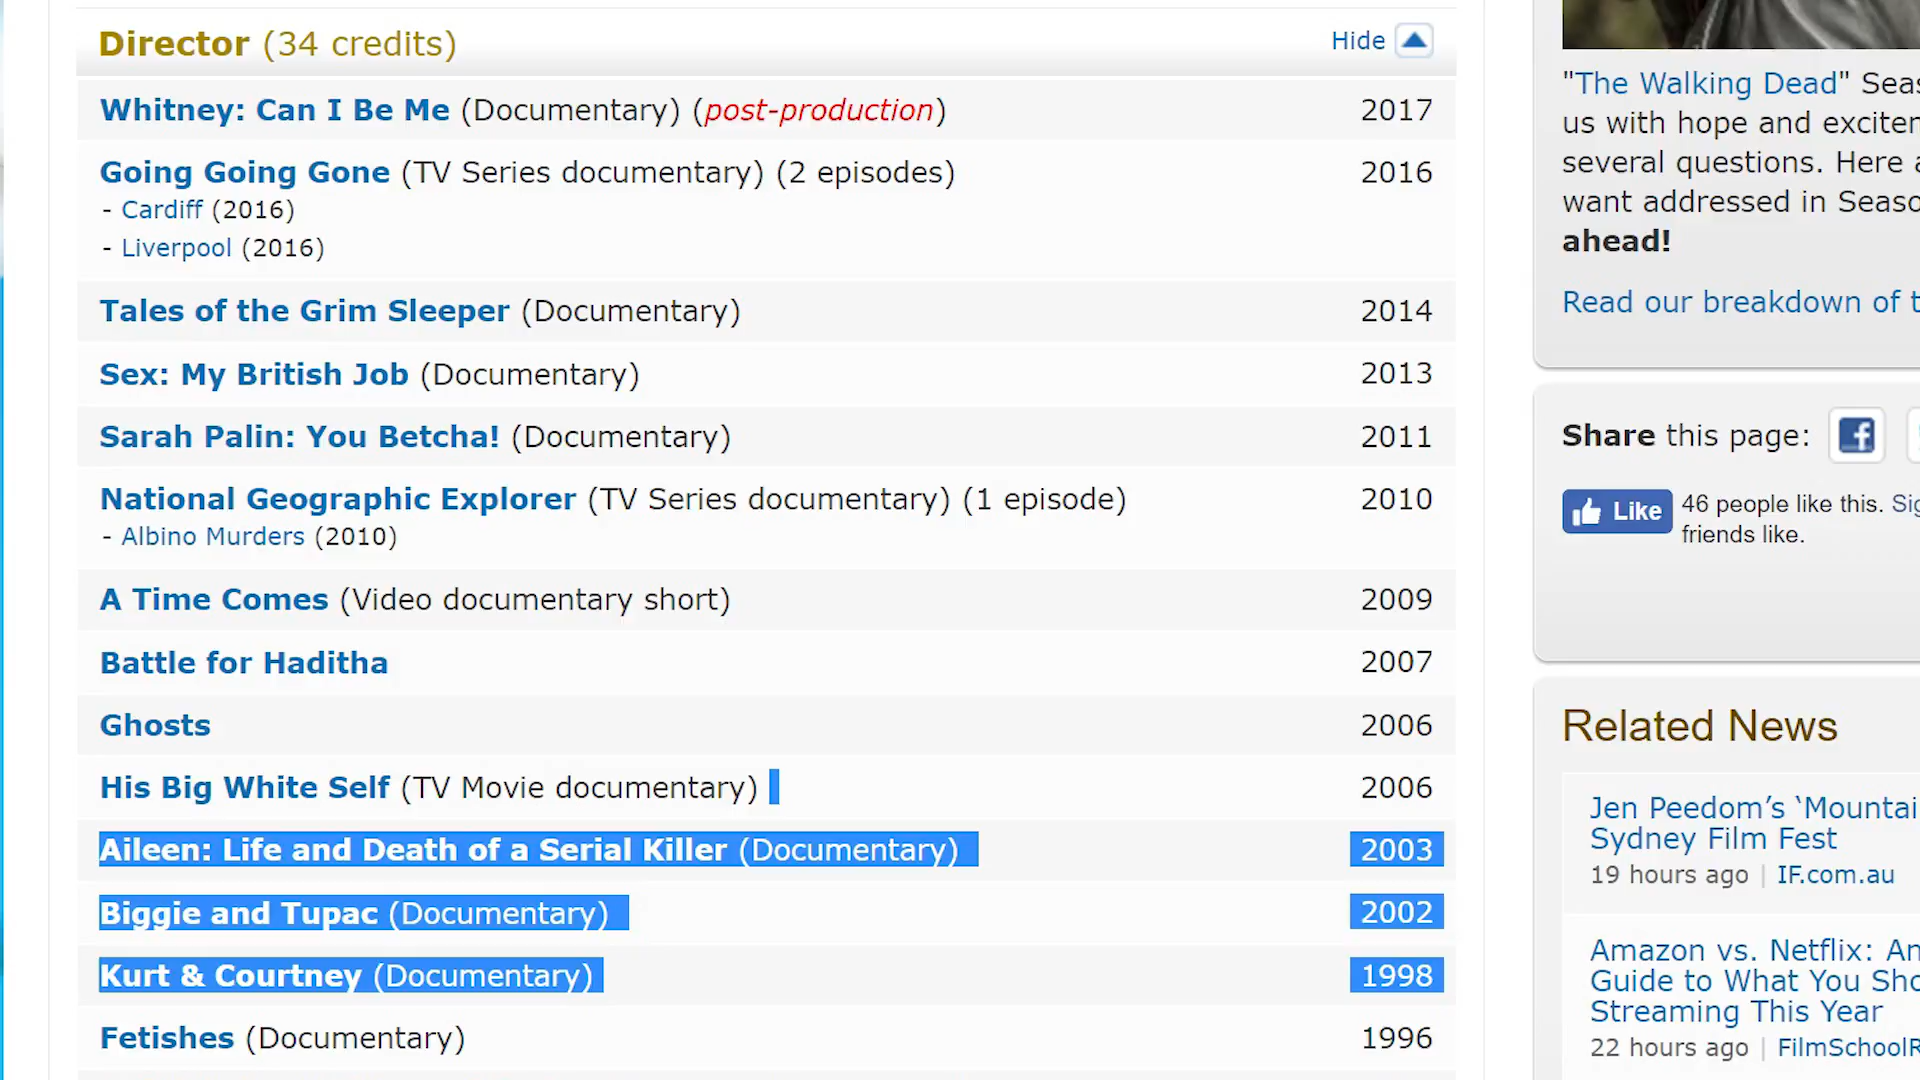 Director (34 credits)
Hide
Whitney: Can I Be Me (Documentary) (post-production)
2017
Going Going Gone (TV Series documentary) (2 episodes)
2016
- Cardiff (2016)
- Liverpool (2016)
Tales of the Grim Sleeper (Documentary)
2014
Sex: My British Job (Documentary)
2013
Sarah Palin: You Betcha! (Documentary)
2011
National Geographic Explorer (TV Series documentary) (1 episode)
2010
- Albino Murders (2010)
A Time Comes (Video documentary short)
2009
Battle for Haditha
2007
Ghosts
2006
His Big White Self (TV Movie documentary)
2006
Aileen: Life and Death of a Serial Killer (Documentary)
2003
Biggie and Tupac (Documentary)
2002
Kurt & Courtney (Documentary)
1998
Fetishes (Documentary)
1996
"The Walking Dead"
us with hope and
several questions. Here
want addressed in
ahead!
Read our breakdown of
Share this page:
Like
46 people like this.
friends like.
Related News
Jen Peedom’s
Sydney Film Fest
19 hours ago | IF.com.au
Amazon vs. Netflix:
Guide to What You
Streaming This Year
22 hours ago |